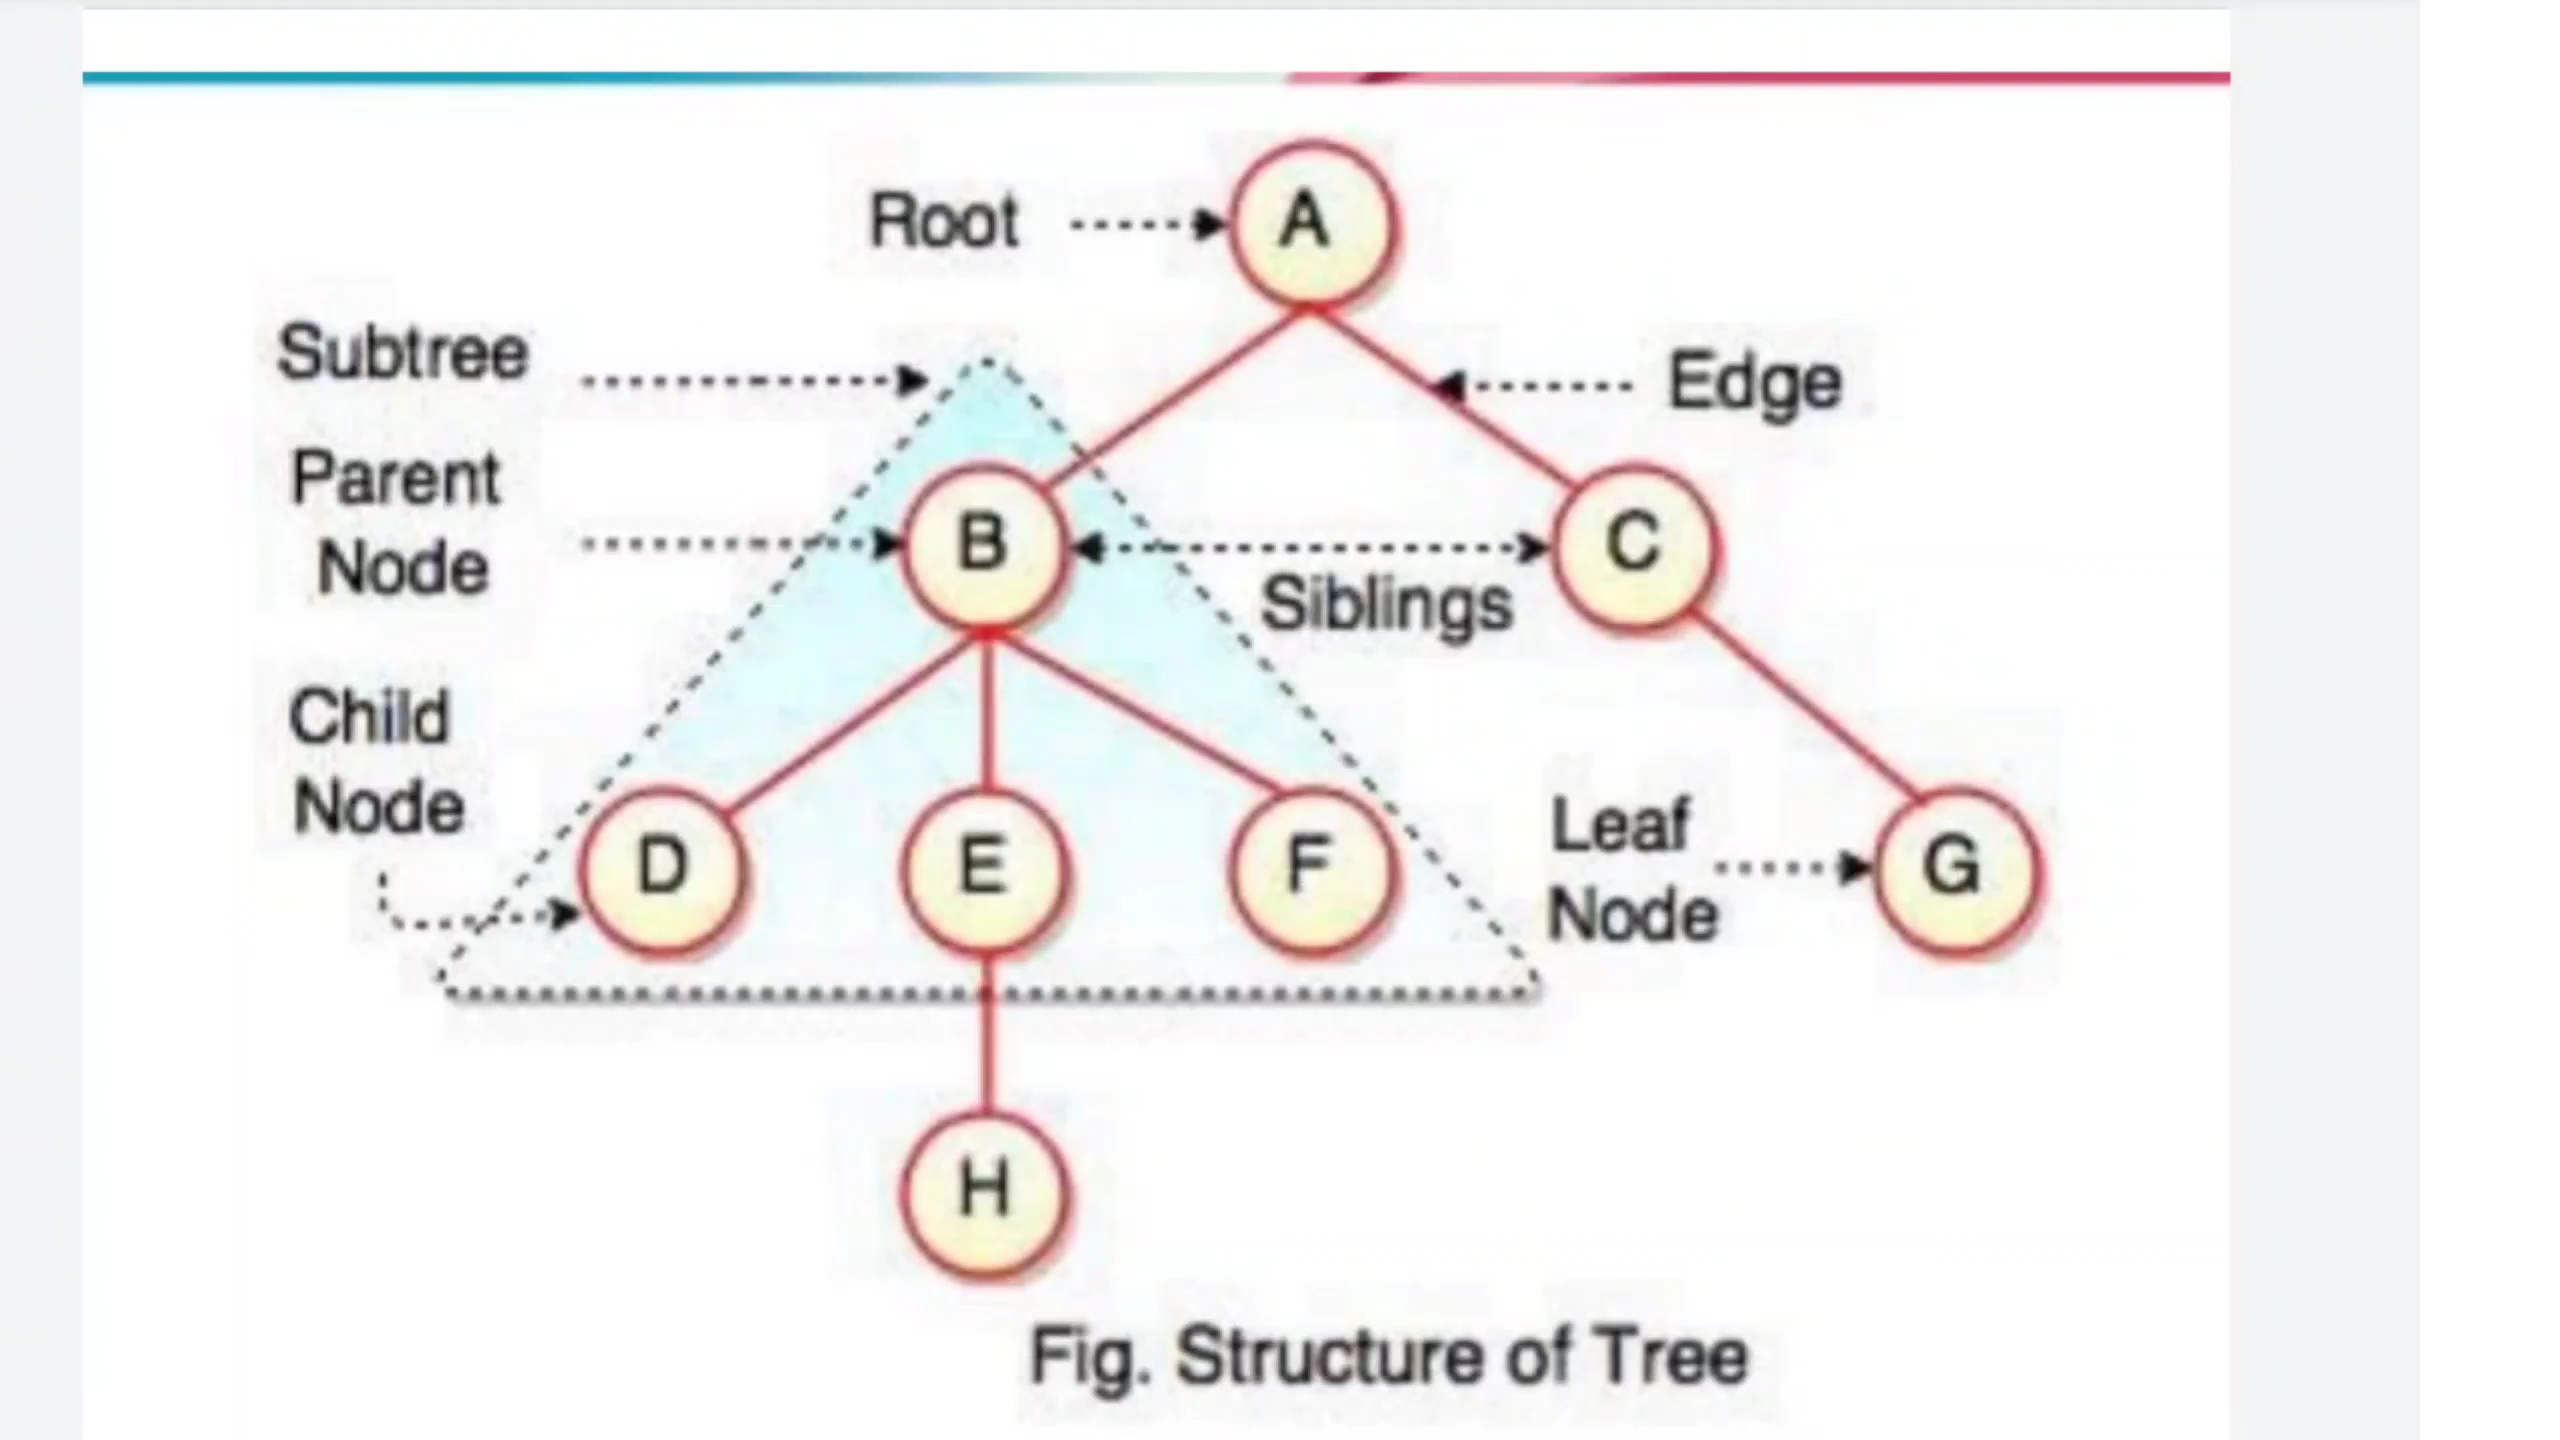 A
Root
Subtree
Edge
Parent
Node
B
C
Siblings
Child
Node
D
E
F
Leaf
Node
G
H
Fig. Structure of Tree